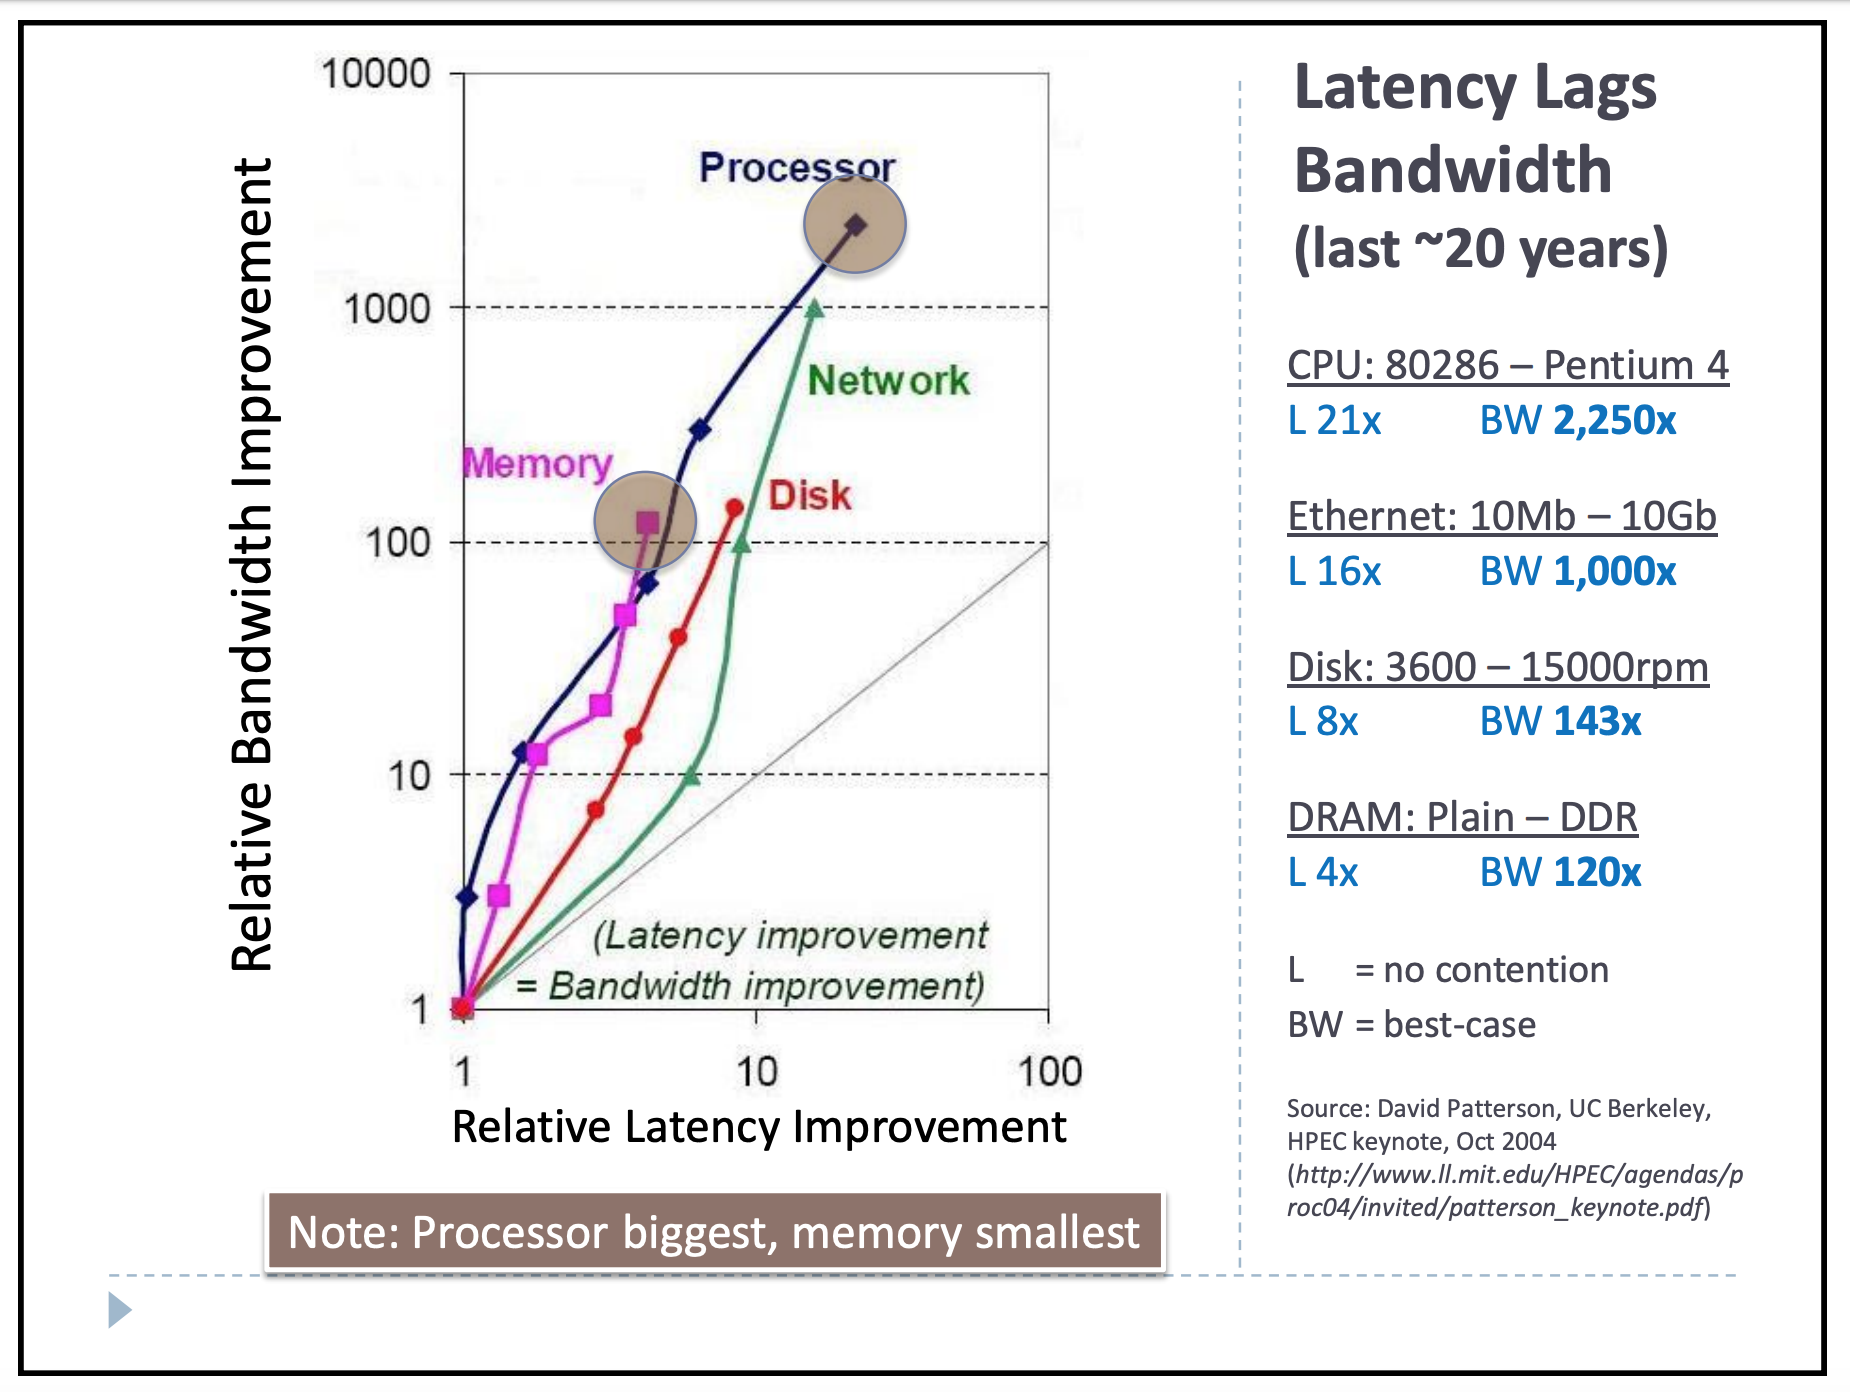 10000
1000
100
10
1
Relative Bandwidth Improvement
Processor
Network
Memory
Disk
(Latency improvement
= Bandwidth improvement)
1
10
100
Relative Latency Improvement
Note: Processor biggest, memory smallest
Latency Lags
Bandwidth
(last ~20 years)
CPU: 80286 – Pentium 4
L 21x BW 2,250x
Ethernet: 10Mb – 10Gb
L 16x BW 1,000x
Disk: 3600 – 15000rpm
L 8x BW 143x
DRAM: Plain – DDR
L 4x BW 120x
L = no contention
BW = best-case
Source: David Patterson, UC Berkeley,
HPEC keynote, Oct 2004
(http://www.ll.mit.edu/HPEC/agendas/p
roc04/invited/patterson_keynote.pdf)